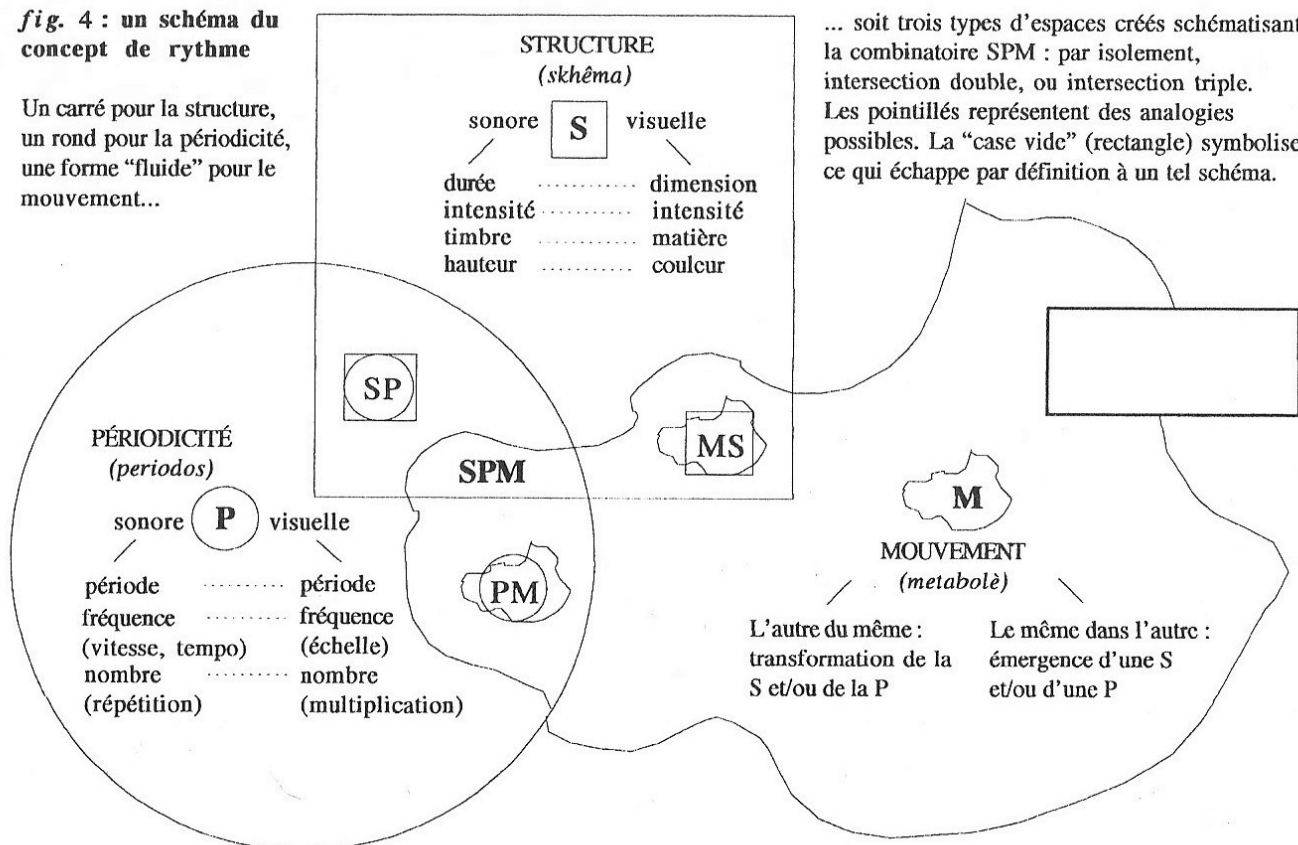 fig. 4 : un schéma du
concept de rythme
Un carré pour la structure,
un rond pour la périodicité,
une forme “fluide” pour le
mouvement...
STRUCTURE
(skhêma)
sonore S visuelle
durée .......... dimension
intensité .......... intensité
timbre .......... matière
hauteur .......... couleur
... soit trois types d’espaces créés schématisant
la combinatoire SPM : par isolement,
intersection double, ou intersection triple.
Les pointillés représentent des analogies
possibles. La “case vide” (rectangle) symbolise
ce qui échappe par définition à un tel schéma.
SP
MS
SPM
PM
PÉRIODICITÉ
(periodos)
sonore P visuelle
période .......... période
fréquence .......... fréquence
(vitesse, tempo) (échelle)
nombre .......... nombre
(répétition) (multiplication)
M
MOUVEMENT
(metabolè)
L’autre du même :
transformation de la
S et/ou de la P
Le même dans l’autre :
émergence d’une S
et/ou d’une P